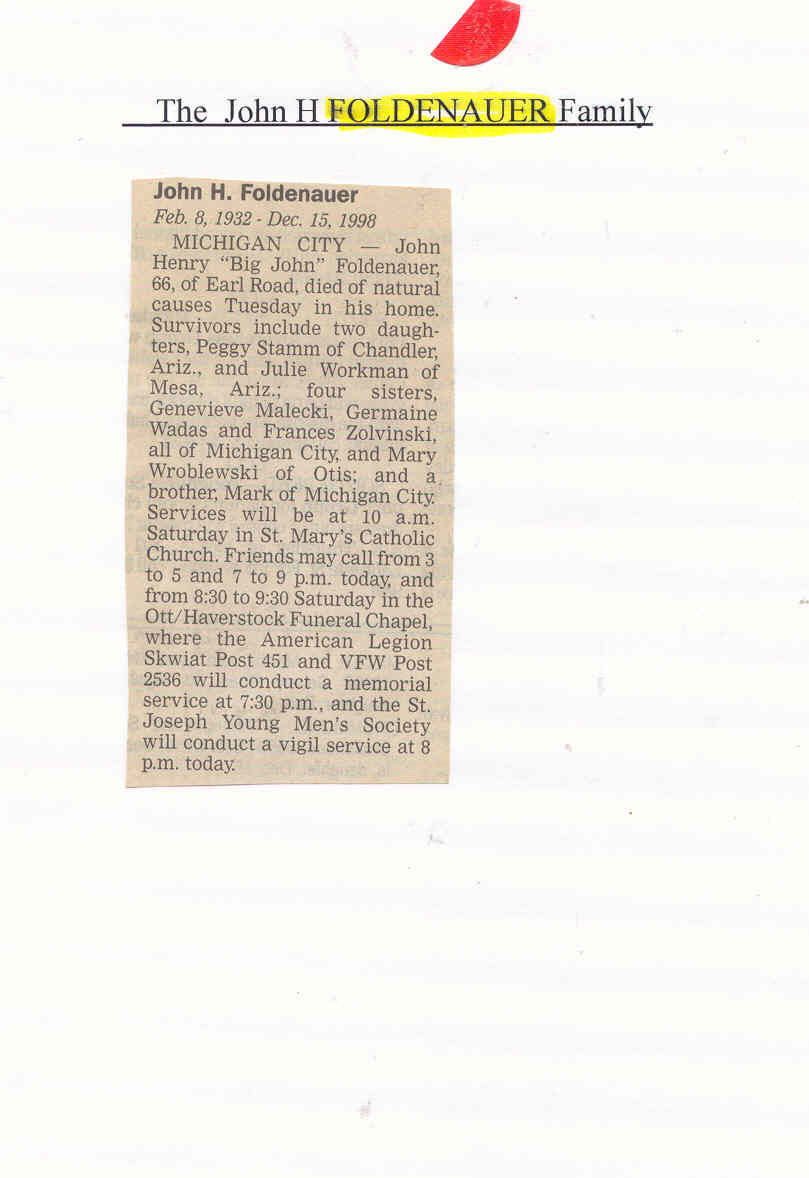 The John H FOLDENAUER Family
John H. Foldenauer
Feb. 8, 1932 - Dec. 15, 1998
MICHIGAN CITY — John
Henry “Big John” Foldenauer,
66, of Earl Road, died of natural
causes Tuesday in his home.
Survivors include two daugh-
ters, Peggy Stamm of Chandler,
Ariz., and Julie Workman of
Mesa, Ariz.; four sisters,
Genevieve Malecki, Germaine
Wadas and Frances Zolvinski,
all of Michigan City, and Mary
Wroblewski of Otis; and a
brother, Mark of Michigan City.
Services will be at 10 a.m.
Saturday in St. Mary’s Catholic
Church. Friends may call from 3
to 5 and 7 to 9 p.m. today, and
from 8:30 to 9:30 Saturday in the
Ott/Haverstock Funeral Chapel,
where the American Legion
Skwiat Post 451 and VFW Post
2536 will conduct a memorial
service at 7:30 p.m., and the St.
Joseph Young Men’s Society
will conduct a vigil service at 8
p.m. today.